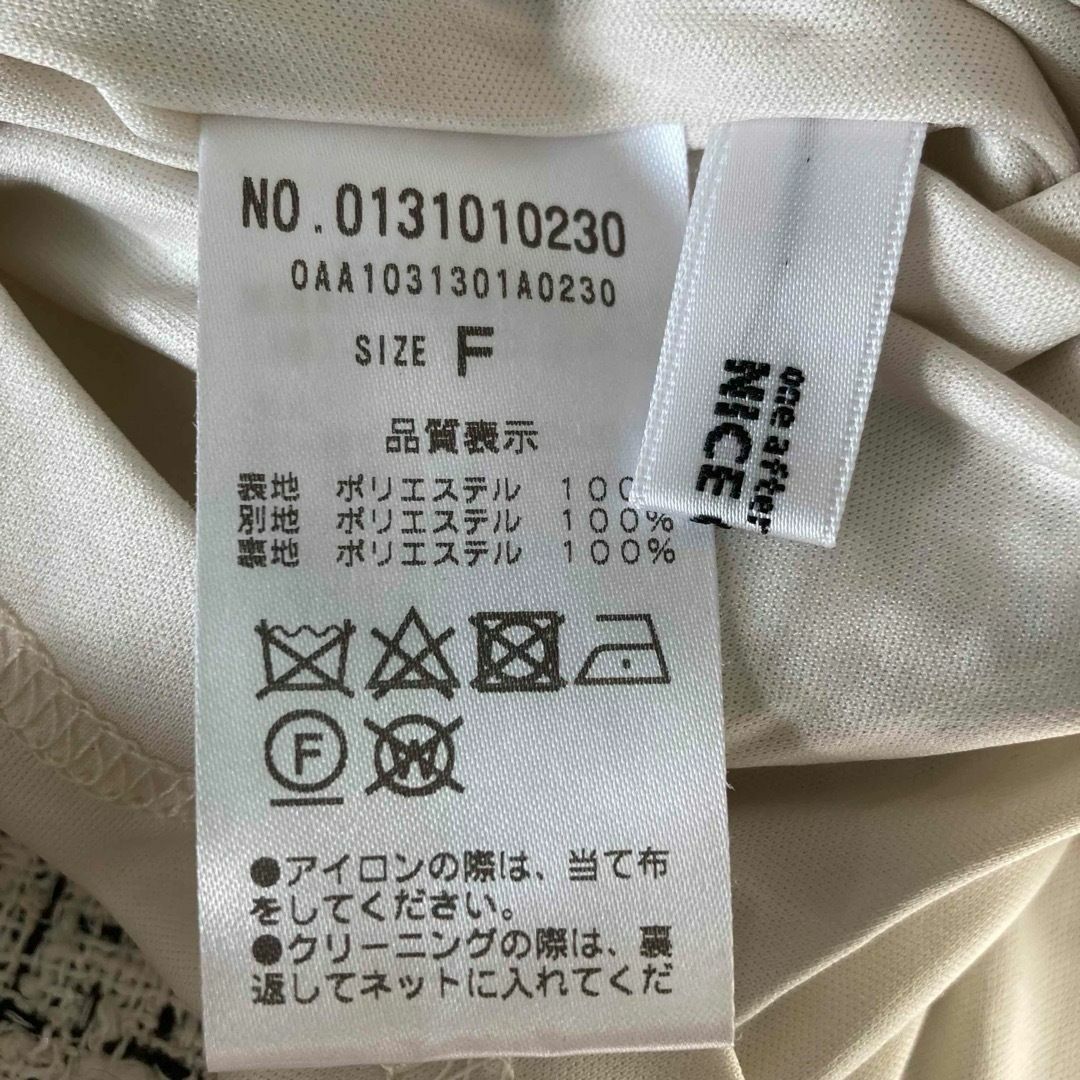 NO.0131010230
0AA1031301A0230
SIZE F
品質表示
表地 ポリエステル 100
別地 ポリエステル 100%
裏地 ポリエステル 100%
F
W
●アイロンの際は、当て布
をしてください。
●クリーニングの際は、裏
返してネットに入れてくだ
one after
NICE